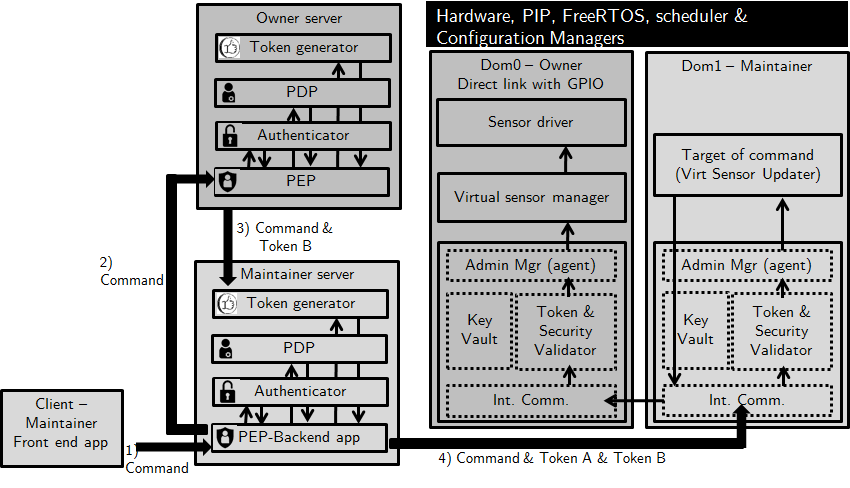 Owner server
Token generator
PDP
Authenticator
PEP
2)
Command
3) Command &
Token B
Maintainer server
Token generator
PDP
Authenticator
PEP-Backend app
Client –
Maintainer
Front end app
1)
Command
4) Command & Token A & Token B
Hardware, PIP, FreeRTOS, scheduler &
Configuration Managers
Dom0 – Owner
Direct link with GPIO
Sensor driver
Virtual sensor manager
Admin Mgr (agent)
Key
Vault
Token &
Security
Validator
Int. Comm.
Dom1 – Maintainer
Target of command
(Virt Sensor Updater)
Admin Mgr (agent)
Key
Vault
Token &
Security
Validator
Int. Comm.